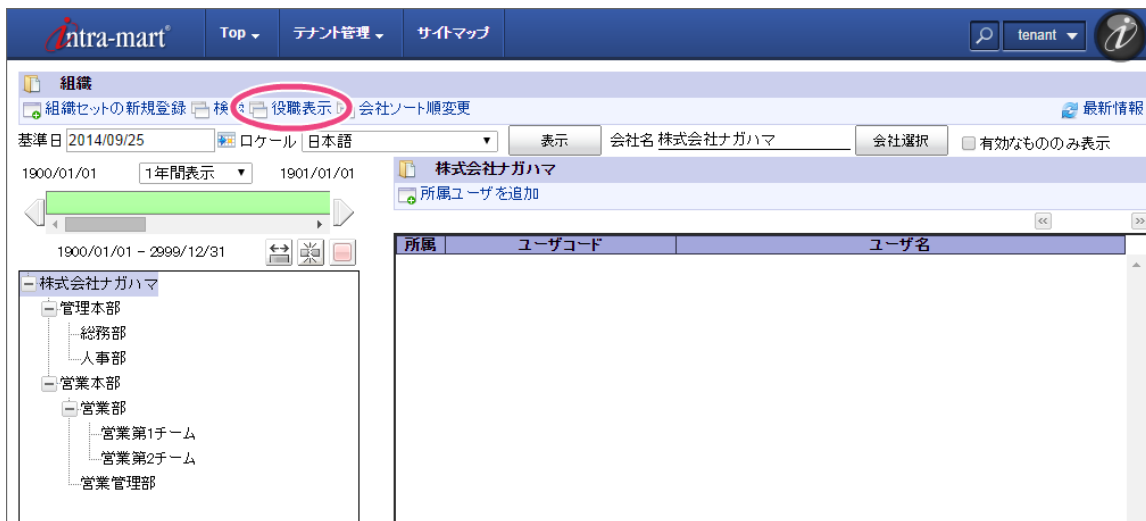 intra-mart® Top テナント管理 サイトマップ tenant
組織
組織セットの新規登録 検 役職表示 会社ソート順変更 最新情報
基準日 2014/09/25 ロケール 日本語 表示 会社名 株式会社ナガハマ 会社選択 有効なもののみ表示
1900/01/01 1年間表示 1901/01/01
株式会社ナガハマ
所属ユーザを追加
<< >>
1900/01/01 - 2999/12/31
所属 ユーザコード ユーザ名
株式会社ナガハマ
管理本部
総務部
人事部
営業本部
営業部
営業第1チーム
営業第2チーム
営業管理部